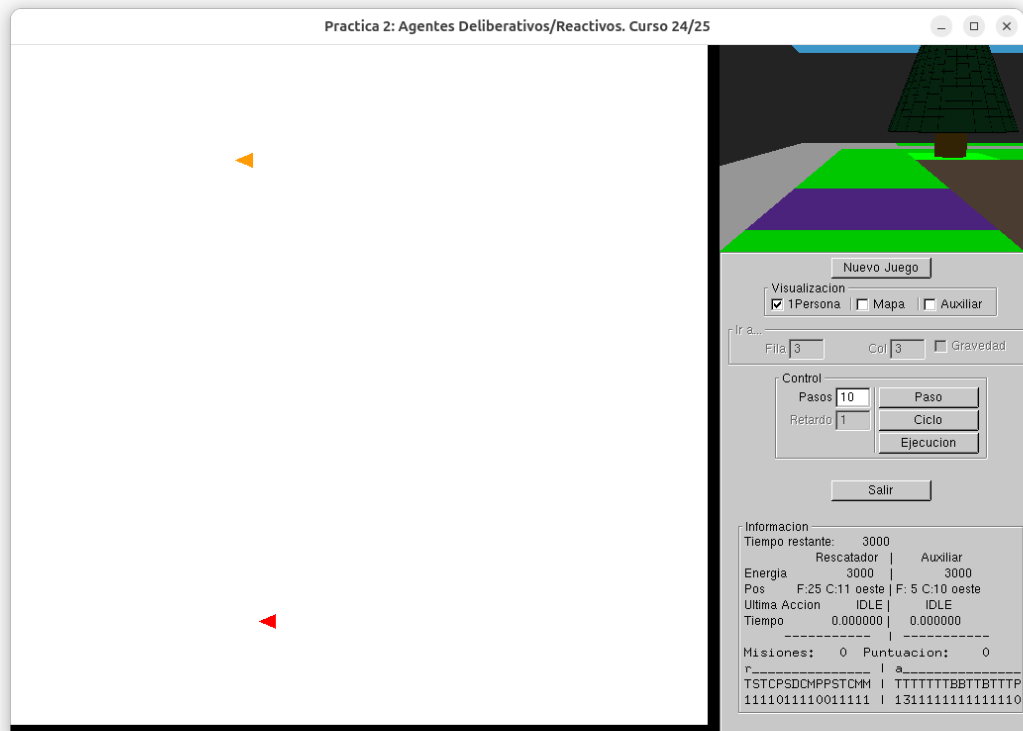 Practica 2: Agentes Deliberativos/Reactivos. Curso 24/25
Nuevo Juego
Visualizacion
1Persona Mapa Auxiliar
Ir a...
Fila 3 Col 3 Gravedad
Control
Pasos 10 Paso
Retardo 1 Ciclo
Ejecucion
Salir
Informacion
Tiempo restante: 3000
Rescatador | Auxiliar
Energia 3000 | 3000
Pos F:25 C:11 oeste | F: 5 C:10 oeste
Ultima Accion IDLE | IDLE
Tiempo 0.000000 | 0.000000
----------- | -----------
Misiones: 0 Puntuacion: 0
r_______________ | a_______________
TSTCPSDCMPPSTCMM | TTTTTTTBBTTBTTTP
1111011110011111 | 1311111111111110